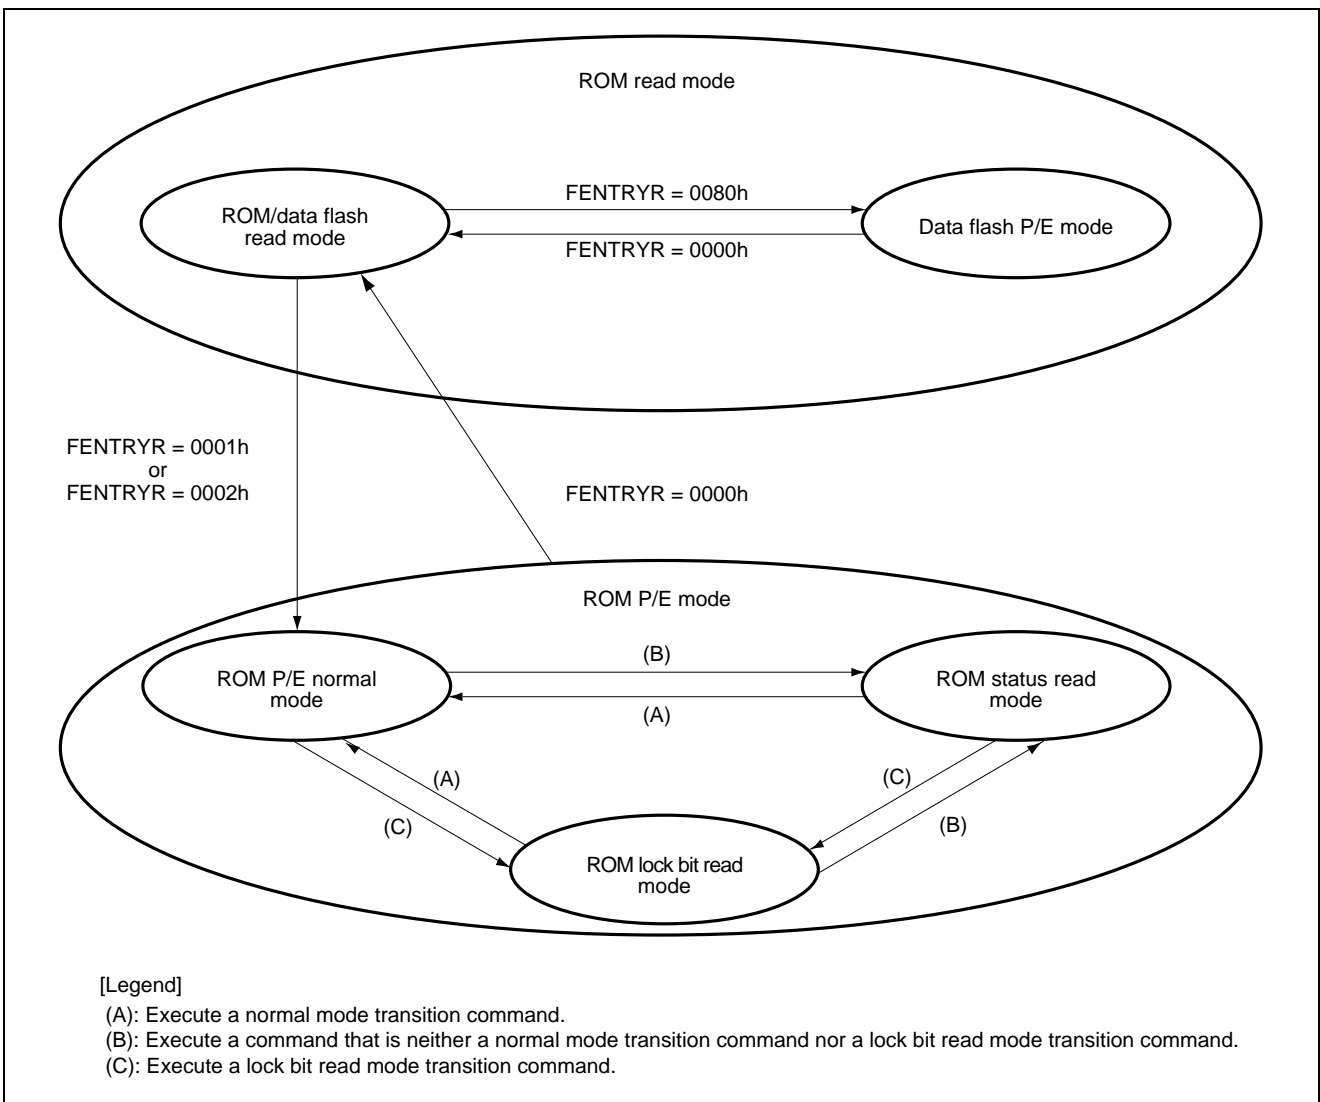 ROM read mode
ROM/data flash
read mode
FENTRYR = 0080h
FENTRYR = 0000h
Data flash P/E mode
FENTRYR = 0001h
or
FENTRYR = 0002h
FENTRYR = 0000h
ROM P/E mode
ROM P/E normal
mode
(B)
(A)
ROM status read
mode
(A)
(C)
(C)
(B)
ROM lock bit read
mode
[Legend]
(A): Execute a normal mode transition command.
(B): Execute a command that is neither a normal mode transition command nor a lock bit read mode transition command.
(C): Execute a lock bit read mode transition command.